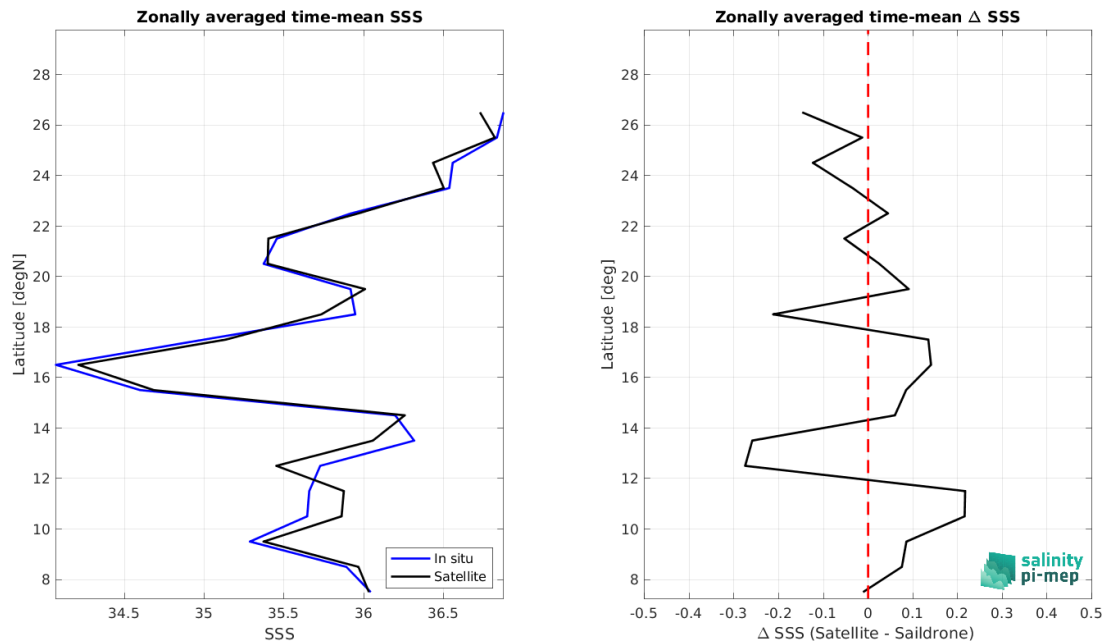 Zonally averaged time-mean SSS
28
26
24
22
20
18
16
14
12
10
8
Latitude [degN]
34.5 35 35.5 36 36.5
SSS
In situ
Satellite
Zonally averaged time-mean Δ SSS
28
26
24
22
20
18
16
14
12
10
8
Latitude [deg]
-0.5 -0.4 -0.3 -0.2 -0.1 0 0.1 0.2 0.3 0.4 0.5
Δ SSS (Satellite - Saildrone)
salinity
pi-mep